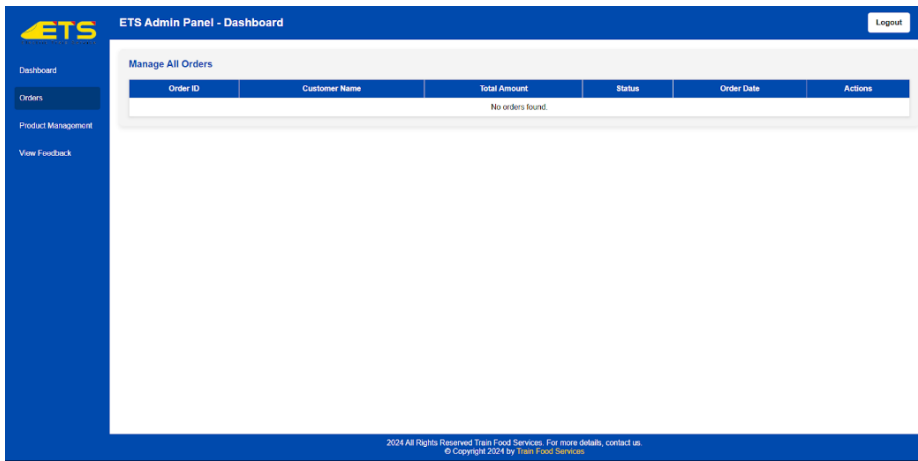 ETS
ETS Admin Panel - Dashboard
Logout
Dashboard
Orders
Product Management
View Feedback
Manage All Orders
Order ID Customer Name Total Amount Status Order Date Actions
No orders found.
2024 All Rights Reserved Train Food Services. For more details, contact us.
© Copyright 2024 by Train Food Services